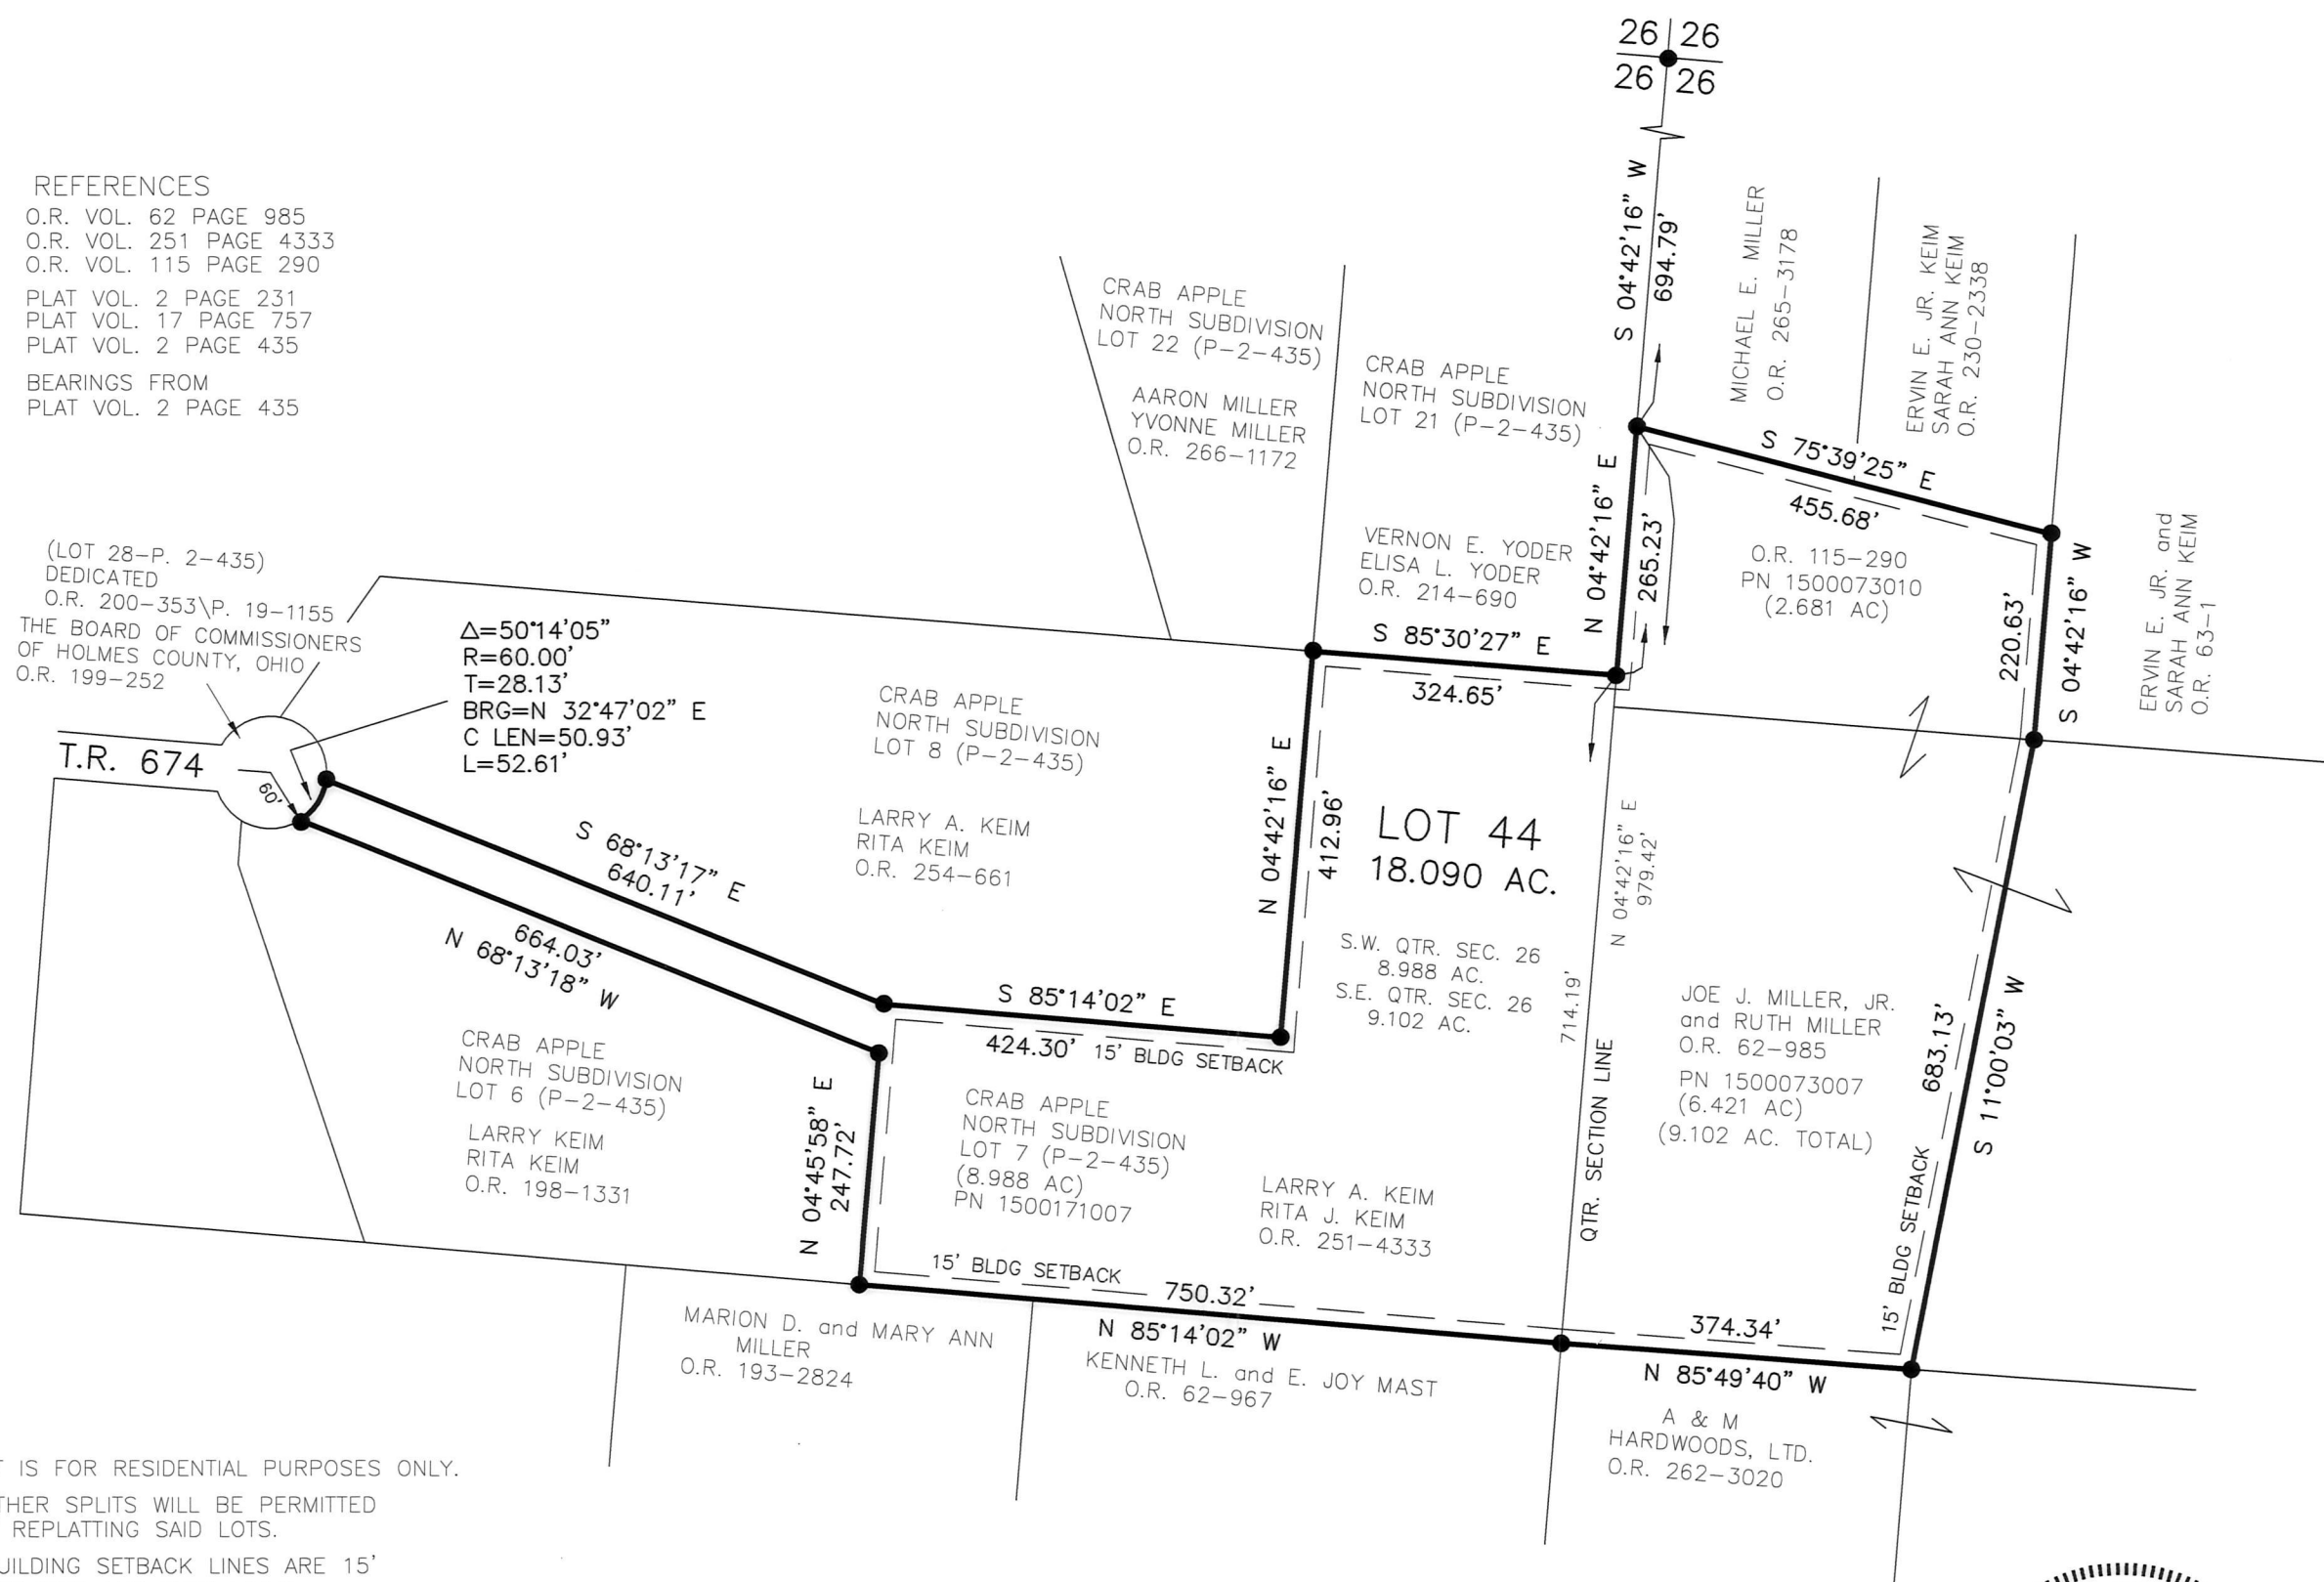 26 26
26 26
S 04°42'16" W
694.79'
REFERENCES
O.R. VOL. 62 PAGE 985
O.R. VOL. 251 PAGE 4333
O.R. VOL. 115 PAGE 290
PLAT VOL. 2 PAGE 231
PLAT VOL. 17 PAGE 757
PLAT VOL. 2 PAGE 435
BEARINGS FROM
PLAT VOL. 2 PAGE 435
CRAB APPLE
NORTH SUBDIVISION
LOT 22 (P-2-435)
AARON MILLER
YVONNE MILLER
O.R. 266-1172
CRAB APPLE
NORTH SUBDIVISION
LOT 21 (P-2-435)
VERNON E. YODER
ELISA L. YODER
O.R. 214-690
MICHAEL E. MILLER
O.R. 265-3178
ERVIN E. JR. KEIM
SARAH ANN KEIM
O.R. 230-2338
S 75°39'25" E
455.68'
N 04°42'16" E
265.23'
O.R. 115-290
PN 1500073010
(2.681 AC)
220.63'
S 04°42'16" W
ERVIN E. JR. and
SARAH ANN KEIM
O.R. 63-1
(LOT 28-P. 2-435)
DEDICATED
O.R. 200-353\P. 19-1155
THE BOARD OF COMMISSIONERS
OF HOLMES COUNTY, OHIO
O.R. 199-252
Δ=50°14'05"
R=60.00'
T=28.13'
BRG=N 32°47'02" E
C LEN=50.93'
L=52.61'
T.R. 674
60'
CRAB APPLE
NORTH SUBDIVISION
LOT 8 (P-2-435)
LARRY A. KEIM
RITA KEIM
O.R. 254-661
S 85°30'27" E
324.65'
N 04°42'16" E
412.96'
LOT 44
18.090 AC.
S.W. QTR. SEC. 26
8.988 AC.
S.E. QTR. SEC. 26
9.102 AC.
N 04°42'16" E
979.42'
714.19'
QTR. SECTION LINE
S 68°13'17" E
640.11'
664.03'
N 68°13'18" W
S 85°14'02" E
424.30' 15' BLDG SETBACK
JOE J. MILLER, JR.
and RUTH MILLER
O.R. 62-985
PN 1500073007
(6.421 AC)
(9.102 AC. TOTAL)
683.13'
S 11°00'03" W
15' BLDG SETBACK
CRAB APPLE
NORTH SUBDIVISION
LOT 6 (P-2-435)
LARRY KEIM
RITA KEIM
O.R. 198-1331
N 04°45'58" E
247.72'
CRAB APPLE
NORTH SUBDIVISION
LOT 7 (P-2-435)
(8.988 AC)
PN 1500171007
LARRY A. KEIM
RITA J. KEIM
O.R. 251-4333
15' BLDG SETBACK
750.32'
N 85°14'02" W
374.34'
N 85°49'40" W
MARION D. and MARY ANN
MILLER
O.R. 193-2824
KENNETH L. and E. JOY MAST
O.R. 62-967
A & M
HARDWOODS, LTD.
O.R. 262-3020
IS FOR RESIDENTIAL PURPOSES ONLY.
THER SPLITS WILL BE PERMITTED
REPLATTING SAID LOTS.
UILDING SETBACK LINES ARE 15'